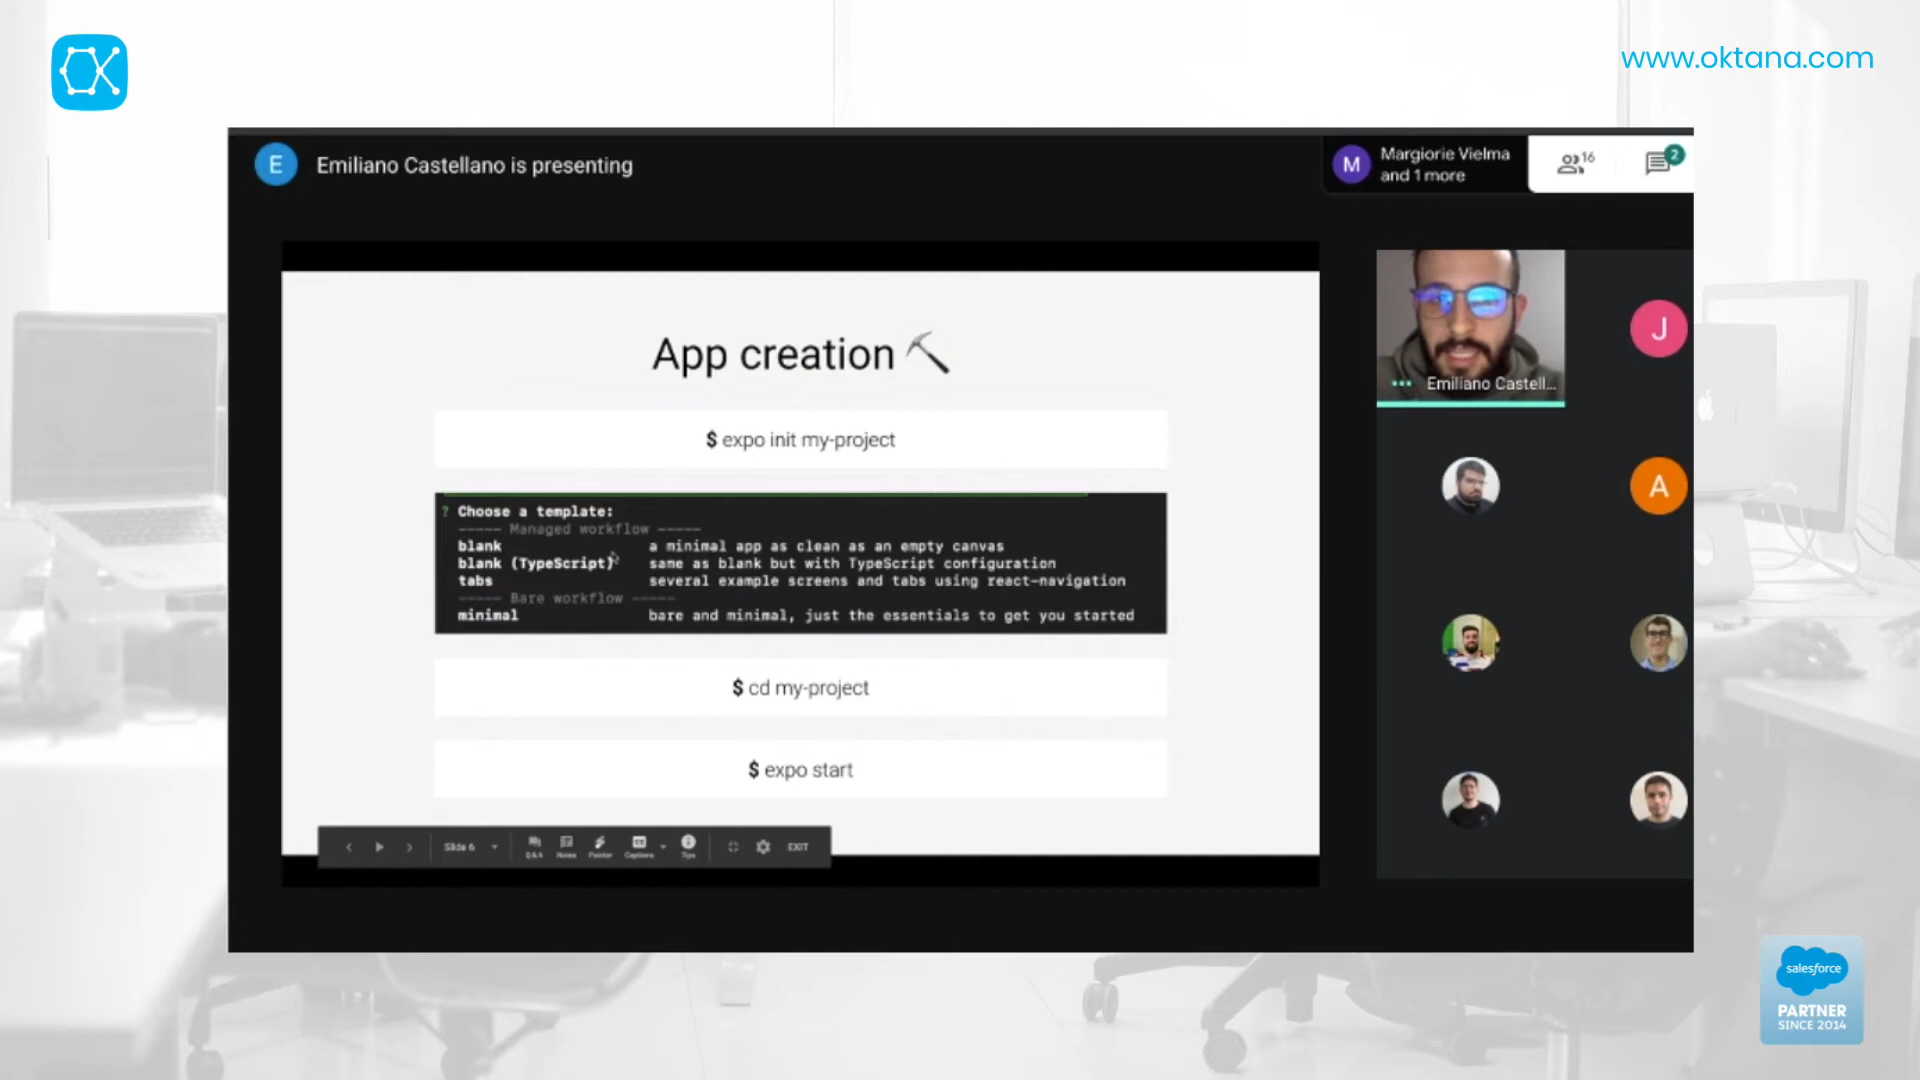 www.oktana.com
E
Emiliano Castellano is presenting
M
Margiorie Vielma
and 1 more
16
2
App creation
$ expo init my-project
? Choose a template:
----- Managed workflow -----
blank a minimal app as clean as an empty canvas
blank (TypeScript) same as blank but with TypeScript configuration
tabs several example screens and tabs using react-navigation
----- Bare workflow -----
minimal bare and minimal, just the essentials to get you started
$ cd my-project
$ expo start
Slide 6
Q&A
Notes
Pointer
Captions
Tips
EXIT
Emiliano Castell...
J
A
salesforce
PARTNER
SINCE 2014